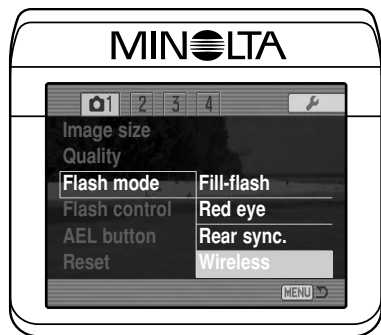 MINOLTA
1 2 3 4
Image size
Quality
Flash mode Fill-flash
Flash control Red eye
AEL button Rear sync.
Reset Wireless
MENU